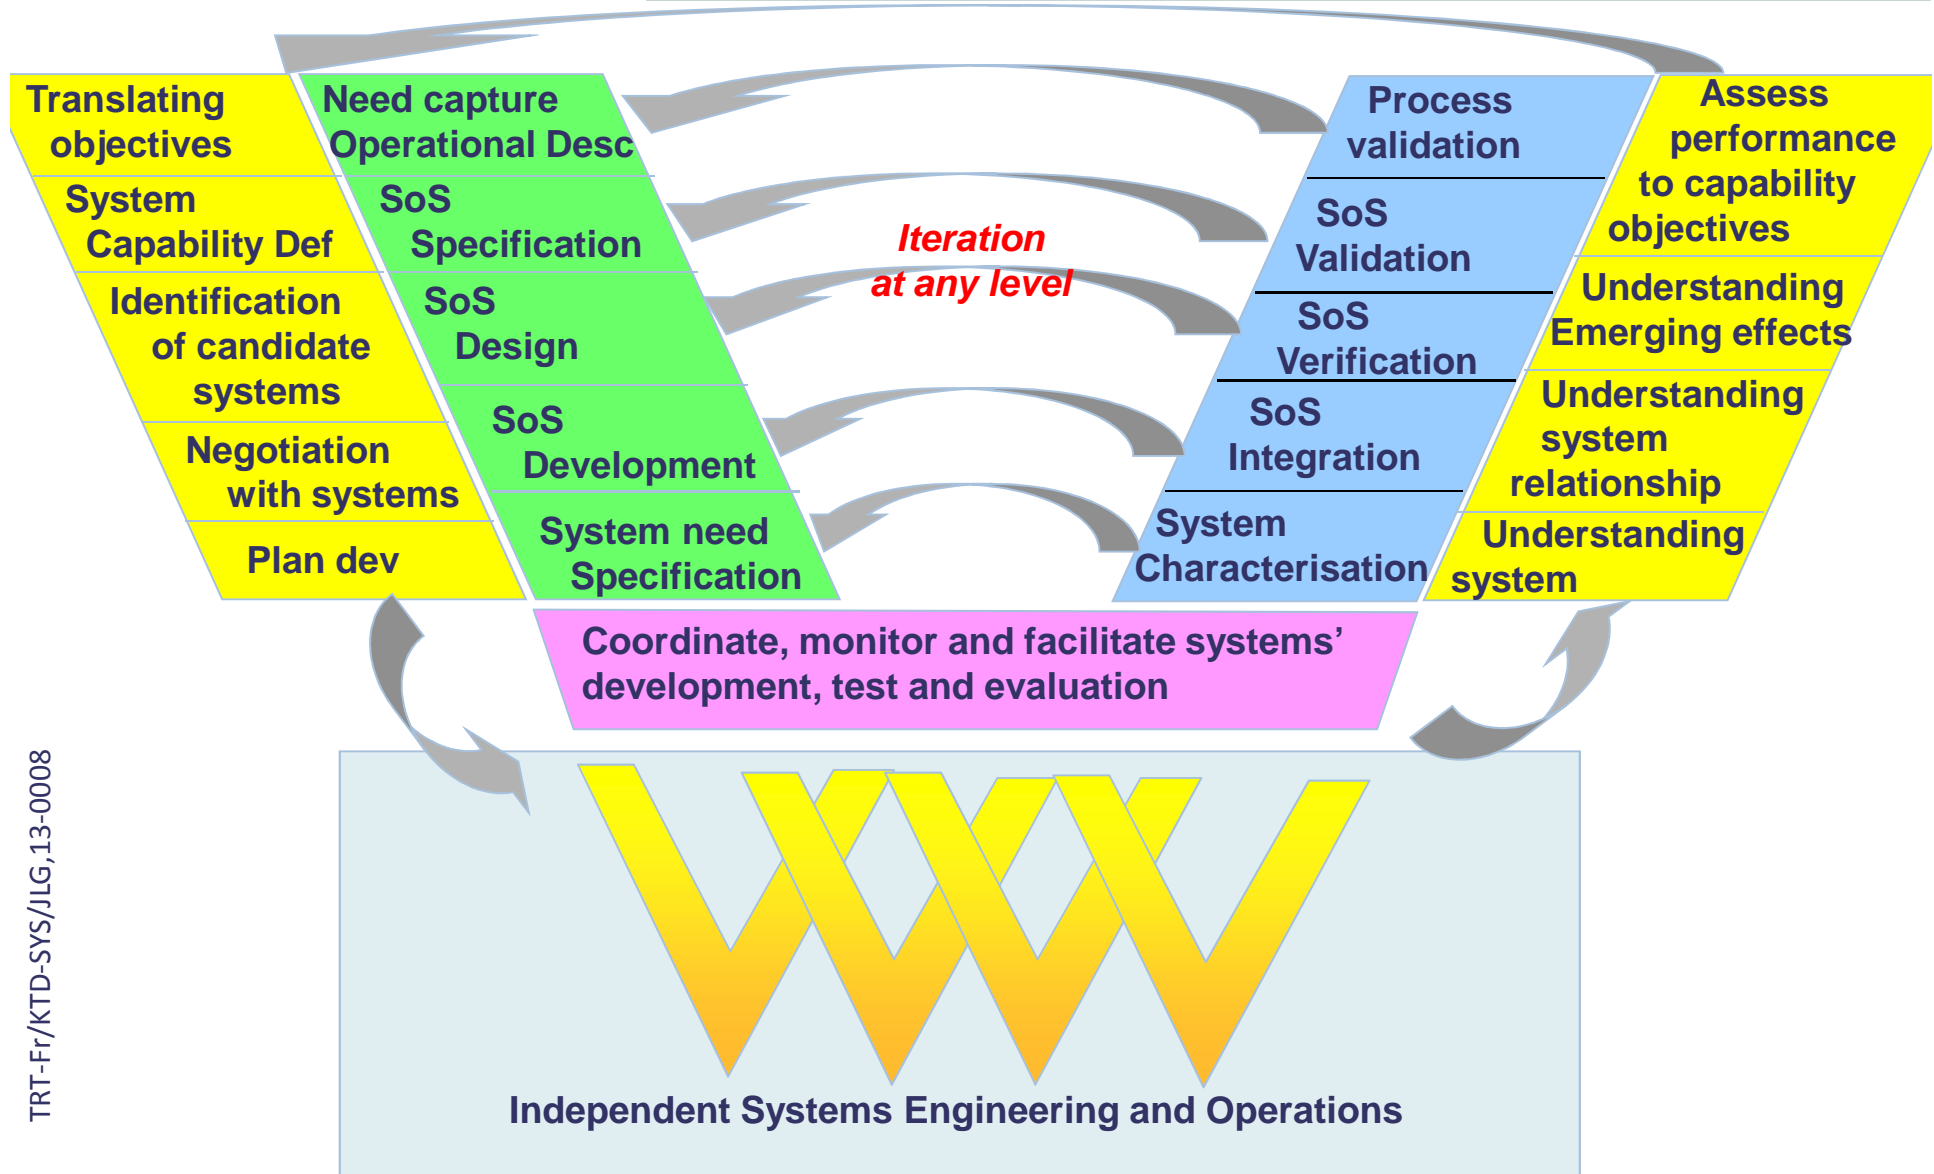 Translating
objectives
System
Capability Def
Identification
of candidate
systems
Negotiation
with systems
Plan dev
Need capture
Operational Desc
SoS
Specification
SoS
Design
SoS
Development
System need
Specification
Iteration
at any level
Process
validation
SoS
Validation
SoS
Verification
SoS
Integration
System
Characterisation
Assess
performance
to capability
objectives
Understanding
Emerging effects
Understanding
system
relationship
Understanding
system
Coordinate, monitor and facilitate systems’
development, test and evaluation
Independent Systems Engineering and Operations
TRT-Fr/KTD-SYS/JLG,13-0008